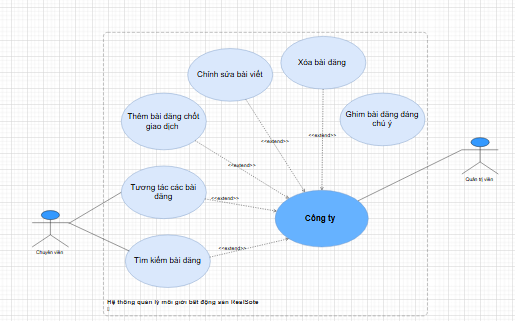 Xóa bài đăng
Chỉnh sửa bài viết
Thêm bài đăng chốt
giao dịch
Ghim bài đăng đáng
chú ý
<<extend>>
<<extend>>
<<extend>>
Tương tác các bài
đăng
<<extend>>
Quản trị viên
Công ty
Chuyên viên
<<extend>>
Tìm kiếm bài đăng
Hệ thống quản lý môi giới bất động sản RealSote